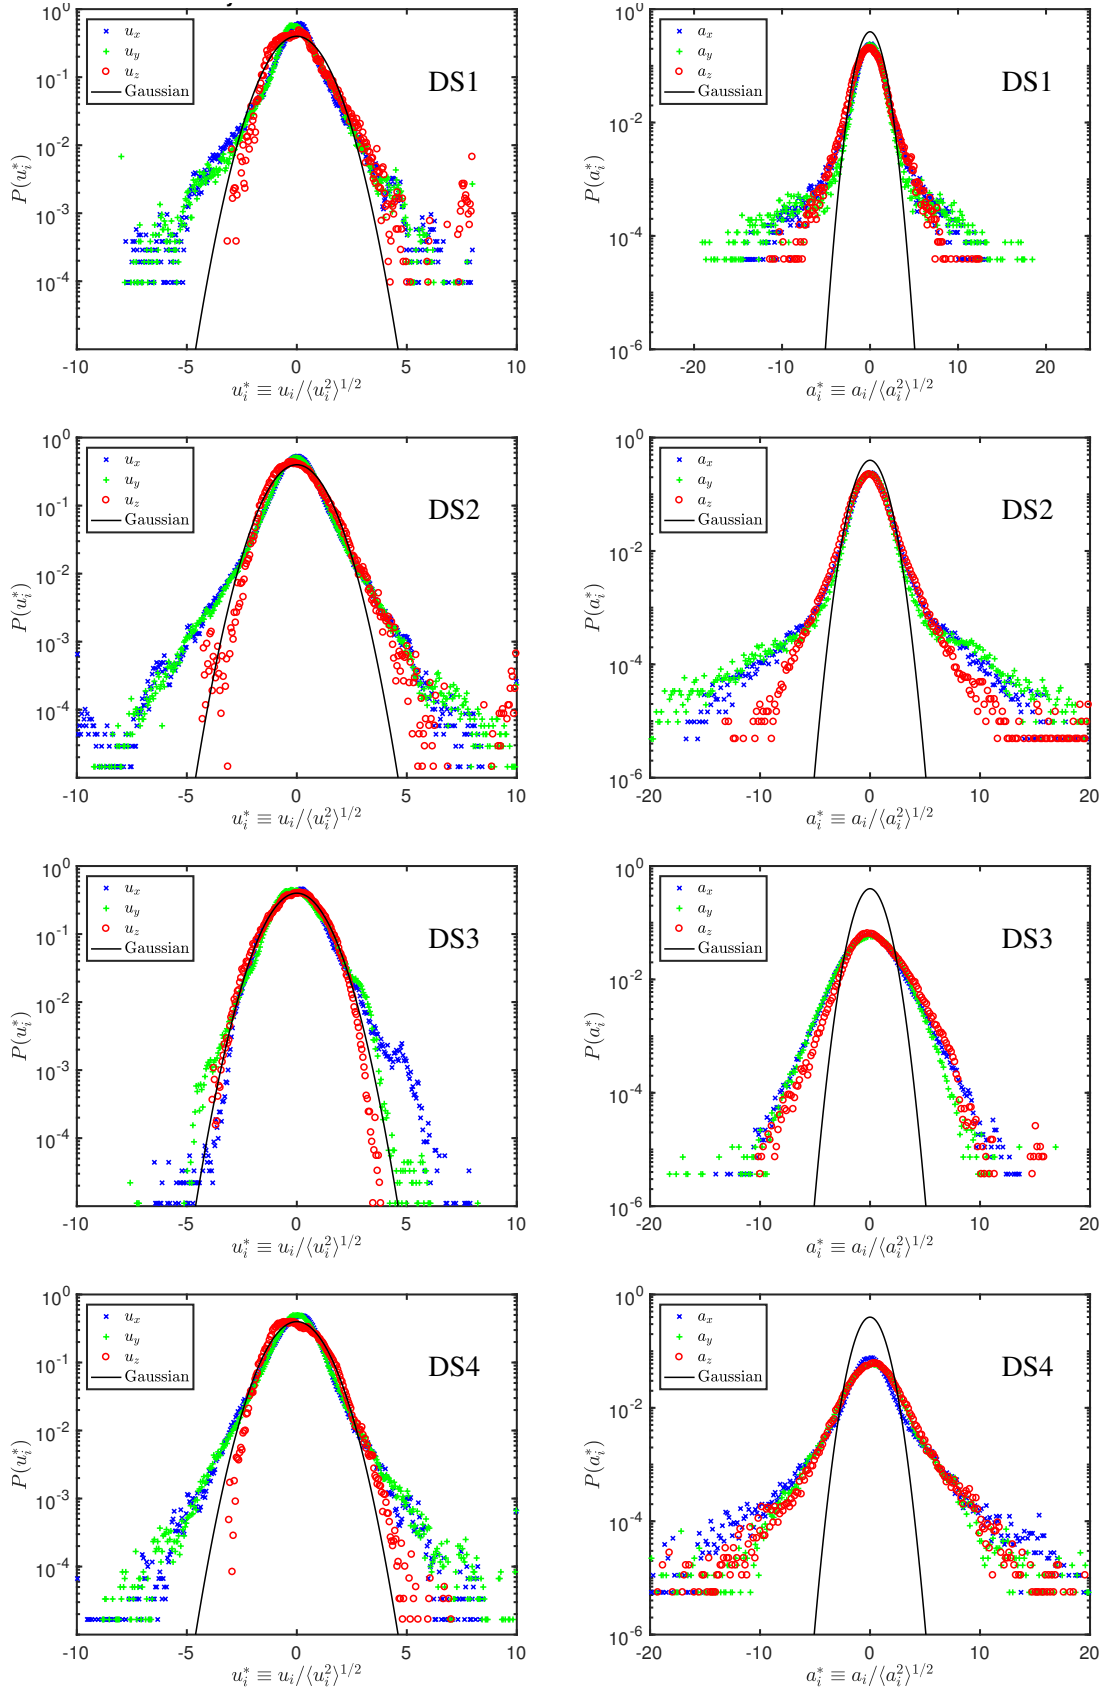 10^0
10^-1
10^-2
10^-3
10^-4
P(u_i^*)
u_x
u_y
u_z
Gaussian
DS1
-10 -5 0 5 10
u_i^* ≡ u_i/⟨u_i^2⟩^{1/2}
10^0
10^-2
10^-4
10^-6
P(a_i^*)
a_x
a_y
a_z
Gaussian
DS1
-20 -10 0 10 20
a_i^* ≡ a_i/⟨a_i^2⟩^{1/2}
10^0
10^-1
10^-2
10^-3
10^-4
P(u_i^*)
u_x
u_y
u_z
Gaussian
DS2
-10 -5 0 5 10
u_i^* ≡ u_i/⟨u_i^2⟩^{1/2}
10^0
10^-2
10^-4
10^-6
P(a_i^*)
a_x
a_y
a_z
Gaussian
DS2
-20 -10 0 10 20
a_i^* ≡ a_i/⟨a_i^2⟩^{1/2}
10^0
10^-1
10^-2
10^-3
10^-4
P(u_i^*)
u_x
u_y
u_z
Gaussian
DS3
-10 -5 0 5 10
u_i^* ≡ u_i/⟨u_i^2⟩^{1/2}
10^0
10^-2
10^-4
10^-6
P(a_i^*)
a_x
a_y
a_z
Gaussian
DS3
-20 -10 0 10 20
a_i^* ≡ a_i/⟨a_i^2⟩^{1/2}
10^0
10^-1
10^-2
10^-3
10^-4
P(u_i^*)
u_x
u_y
u_z
Gaussian
DS4
-10 -5 0 5 10
u_i^* ≡ u_i/⟨u_i^2⟩^{1/2}
10^0
10^-2
10^-4
10^-6
P(a_i^*)
a_x
a_y
a_z
Gaussian
DS4
-20 -10 0 10 20
a_i^* ≡ a_i/⟨a_i^2⟩^{1/2}